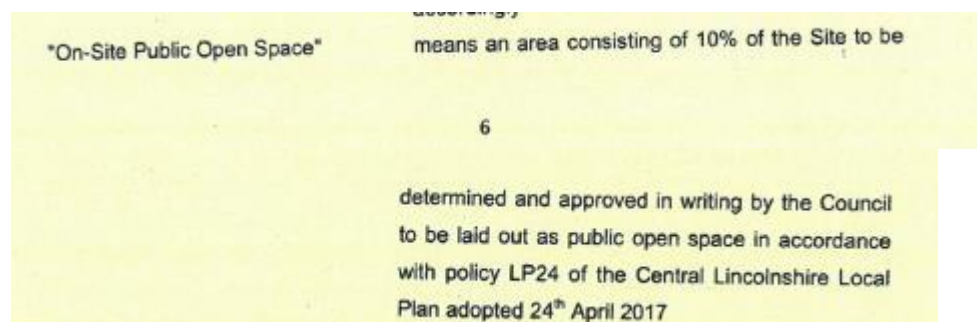 accordingly
"On-Site Public Open Space" means an area consisting of 10% of the Site to be
6
determined and approved in writing by the Council
to be laid out as public open space in accordance
with policy LP24 of the Central Lincolnshire Local
Plan adopted 24th April 2017